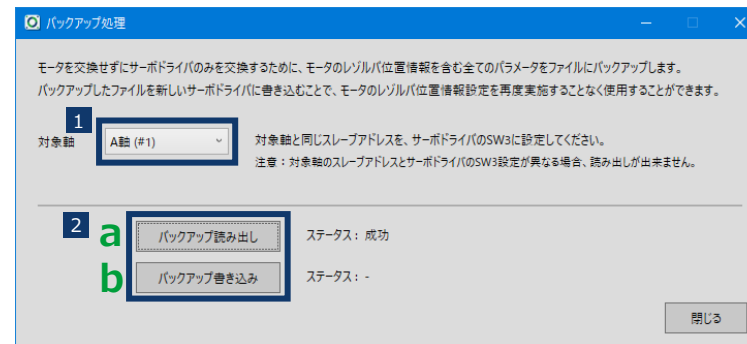 バックアップ処理
モータを交換せずにサーボドライバのみを交換するために、モータのレゾルバ位置情報を含む全てのパラメータをファイルにバックアップします。
バックアップしたファイルを新しいサーボドライバに書き込むことで、モータのレゾルバ位置情報設定を再度実施することなく使用することができます。
1
対象軸 A軸 (#1) 対象軸と同じスレーブアドレスを、サーボドライバのSW3に設定してください。
注意：対象軸のスレーブアドレスとサーボドライバのSW3設定が異なる場合、読み出しが出来ません。
2
a バックアップ読み出し ステータス： 成功
b バックアップ書き込み ステータス： -
閉じる